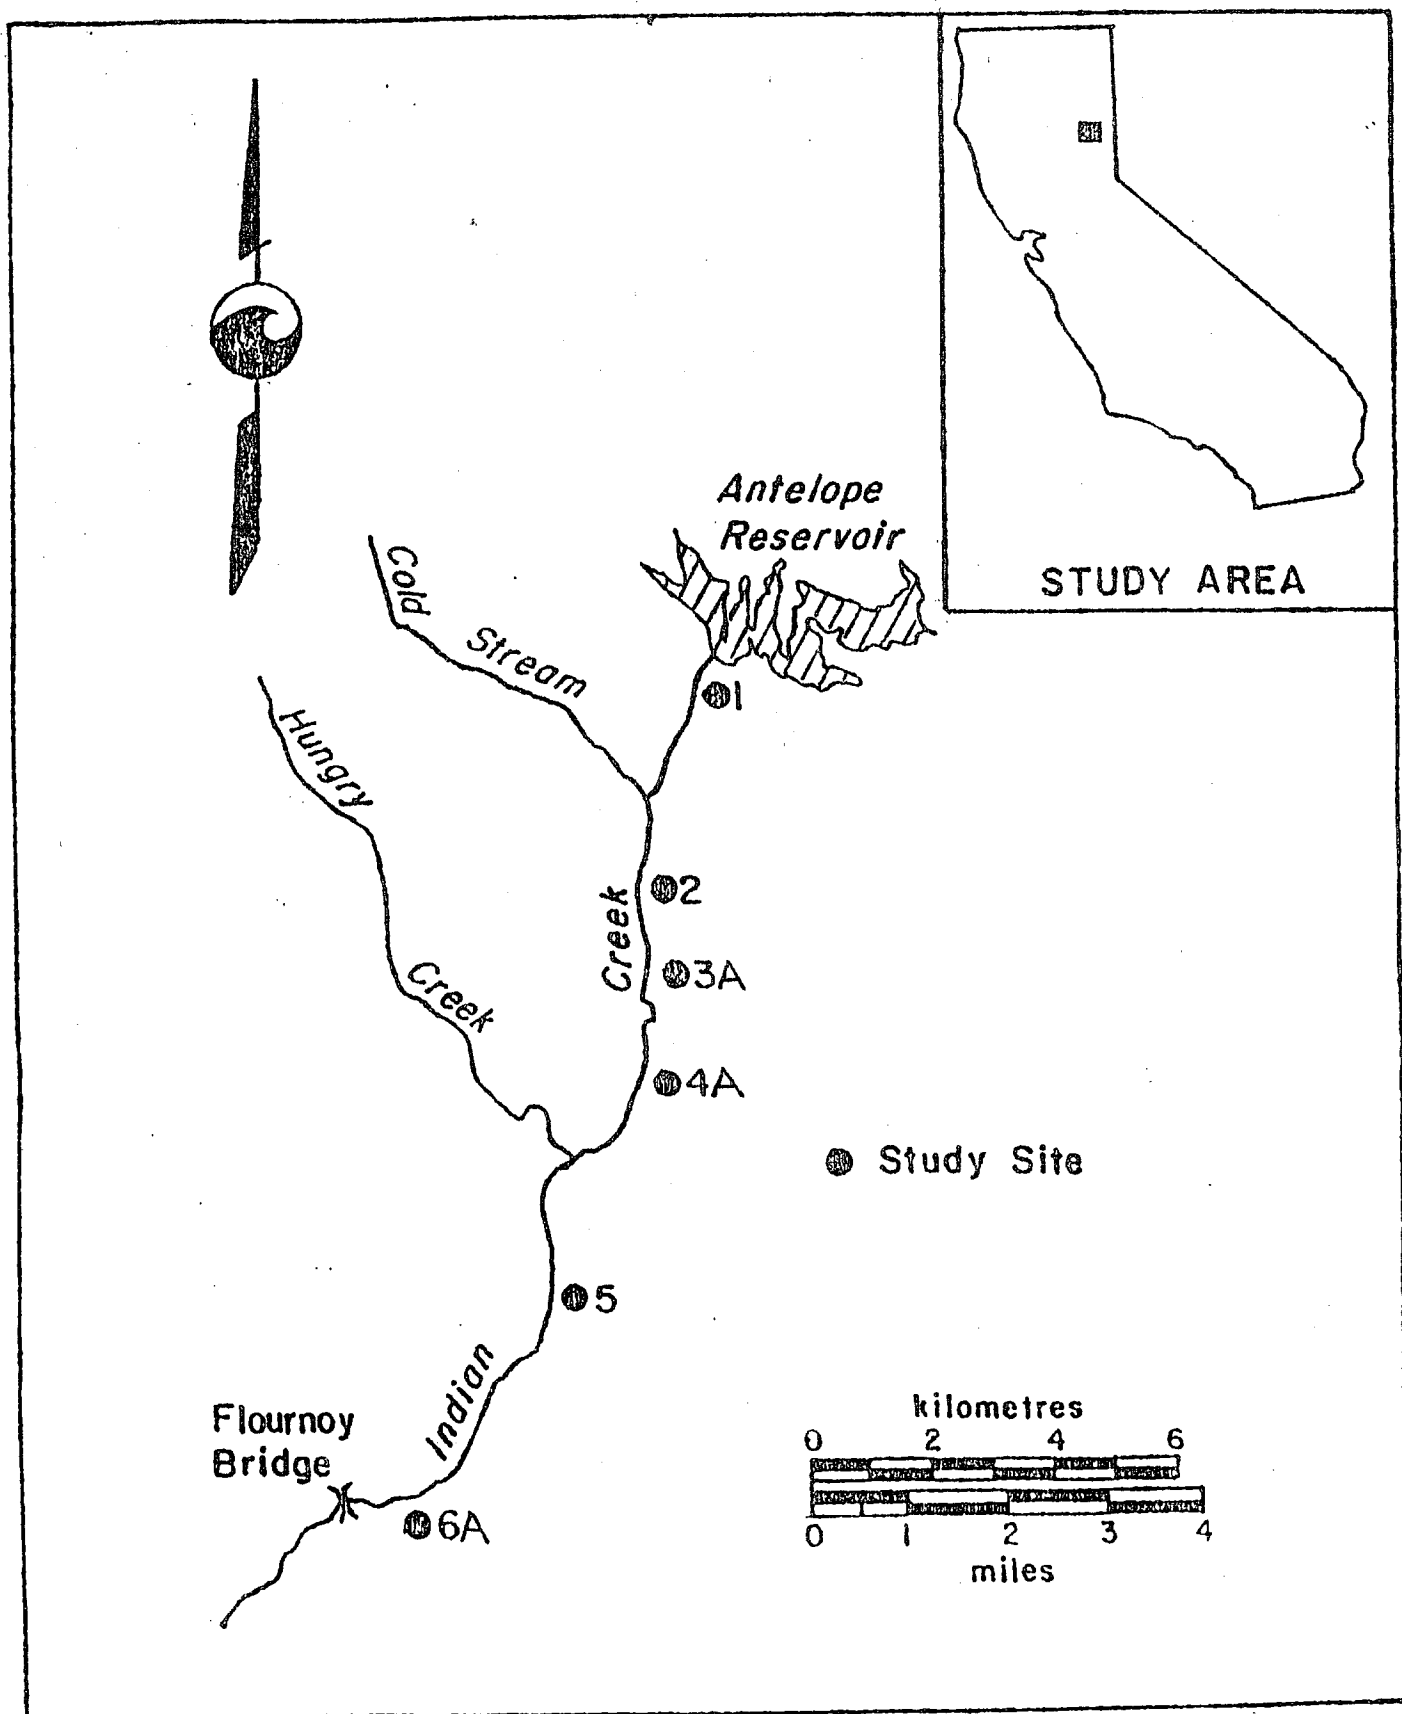 Antelope
Reservoir
STUDY AREA
Cold
Stream
Hungry
Creek
1
2
Creek
3A
4A
Study Site
5
Indian
Flournoy
Bridge
6A
kilometres
0 2 4 6
0 1 2 3 4
miles